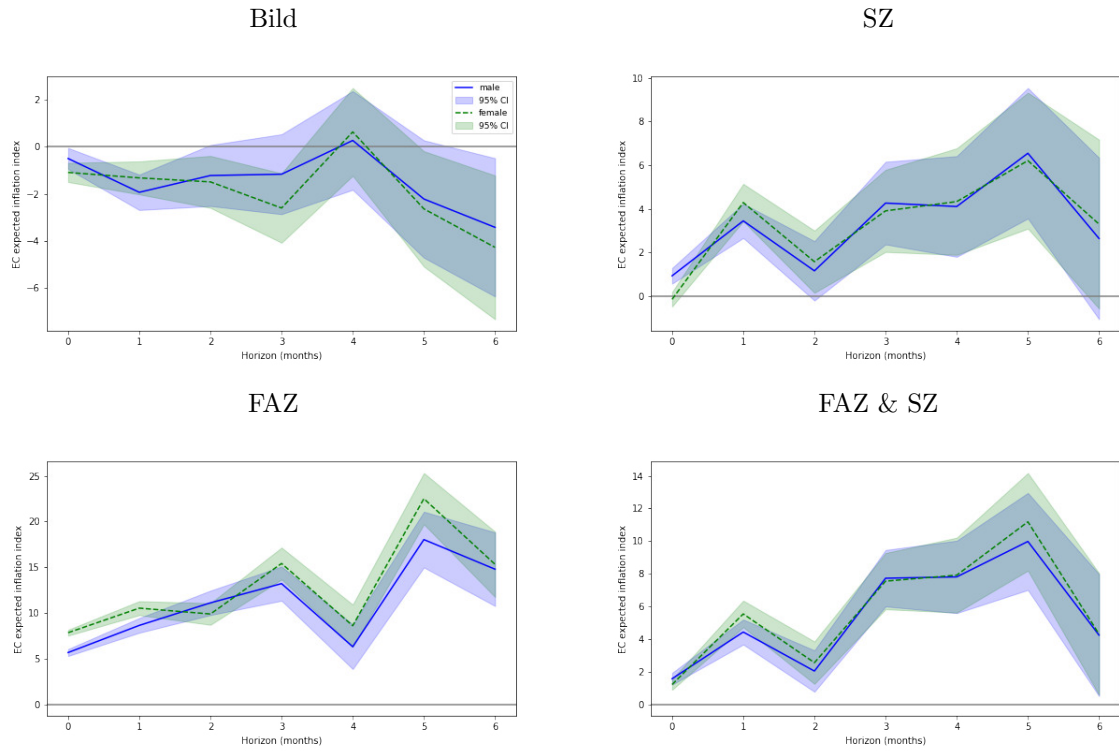 Bild
2
0
−2
−4
−6
EC expected inflation index
0 1 2 3 4 5 6
Horizon (months)
male
95% CI
female
95% CI
SZ
10
8
6
4
2
0
EC expected inflation index
0 1 2 3 4 5 6
Horizon (months)
FAZ
25
20
15
10
5
0
EC expected inflation index
0 1 2 3 4 5 6
Horizon (months)
FAZ & SZ
14
12
10
8
6
4
2
0
EC expected inflation index
0 1 2 3 4 5 6
Horizon (months)